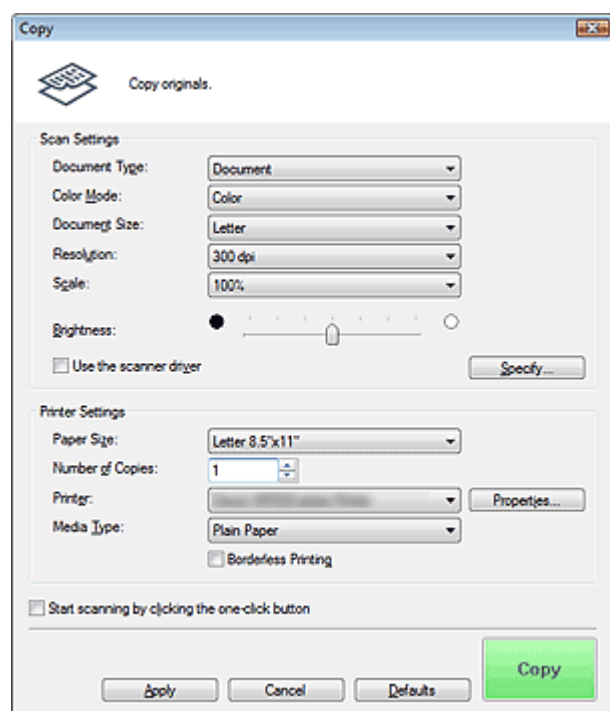 Copy
Copy originals.
Scan Settings
Document Type: Document
Color Mode: Color
Document Size: Letter
Resolution: 300 dpi
Scale: 100%
Brightness:
Use the scanner driver Specify...
Printer Settings
Paper Size: Letter 8.5"x11"
Number of Copies: 1
Printer: Properties...
Media Type: Plain Paper
Borderless Printing
Start scanning by clicking the one-click button
Copy
Apply Cancel Defaults